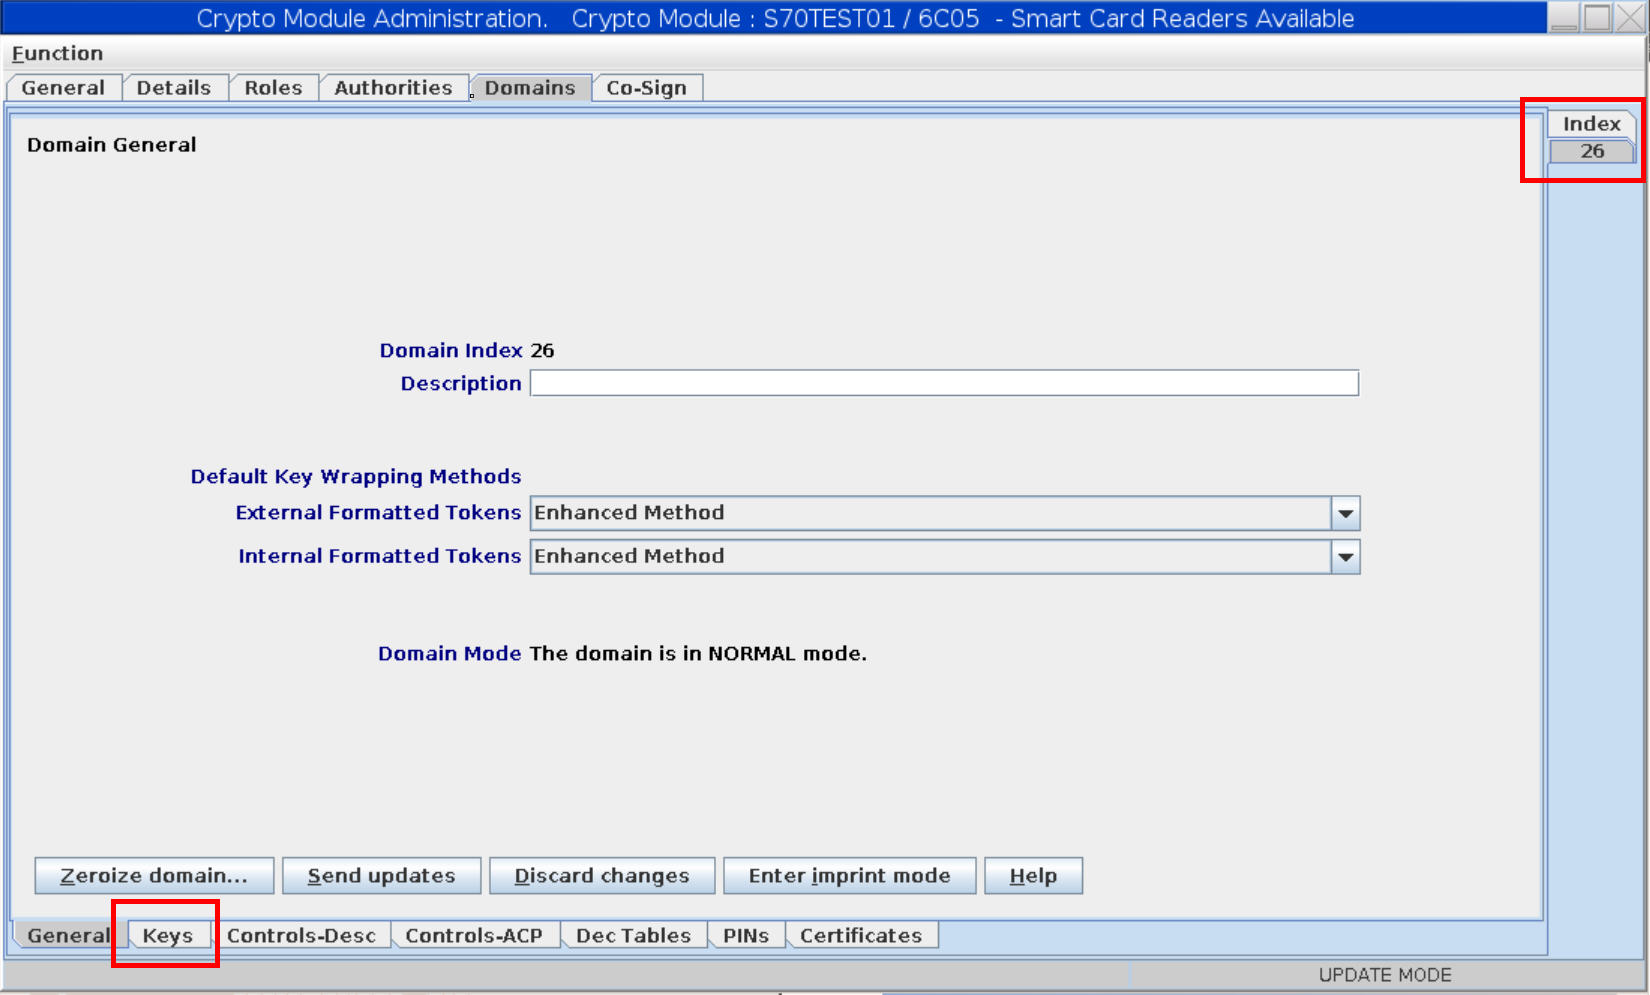 Crypto Module Administration.   Crypto Module : S70TEST01 / 6C05  - Smart Card Readers Available
Function
General Details Roles Authorities Domains Co-Sign
Index
26
Domain General
Domain Index 26
Description
Default Key Wrapping Methods
External Formatted Tokens Enhanced Method
Internal Formatted Tokens Enhanced Method
Domain Mode The domain is in NORMAL mode.
Zeroize domain... Send updates Discard changes Enter imprint mode Help
General Keys Controls-Desc Controls-ACP Dec Tables PINs Certificates
UPDATE MODE